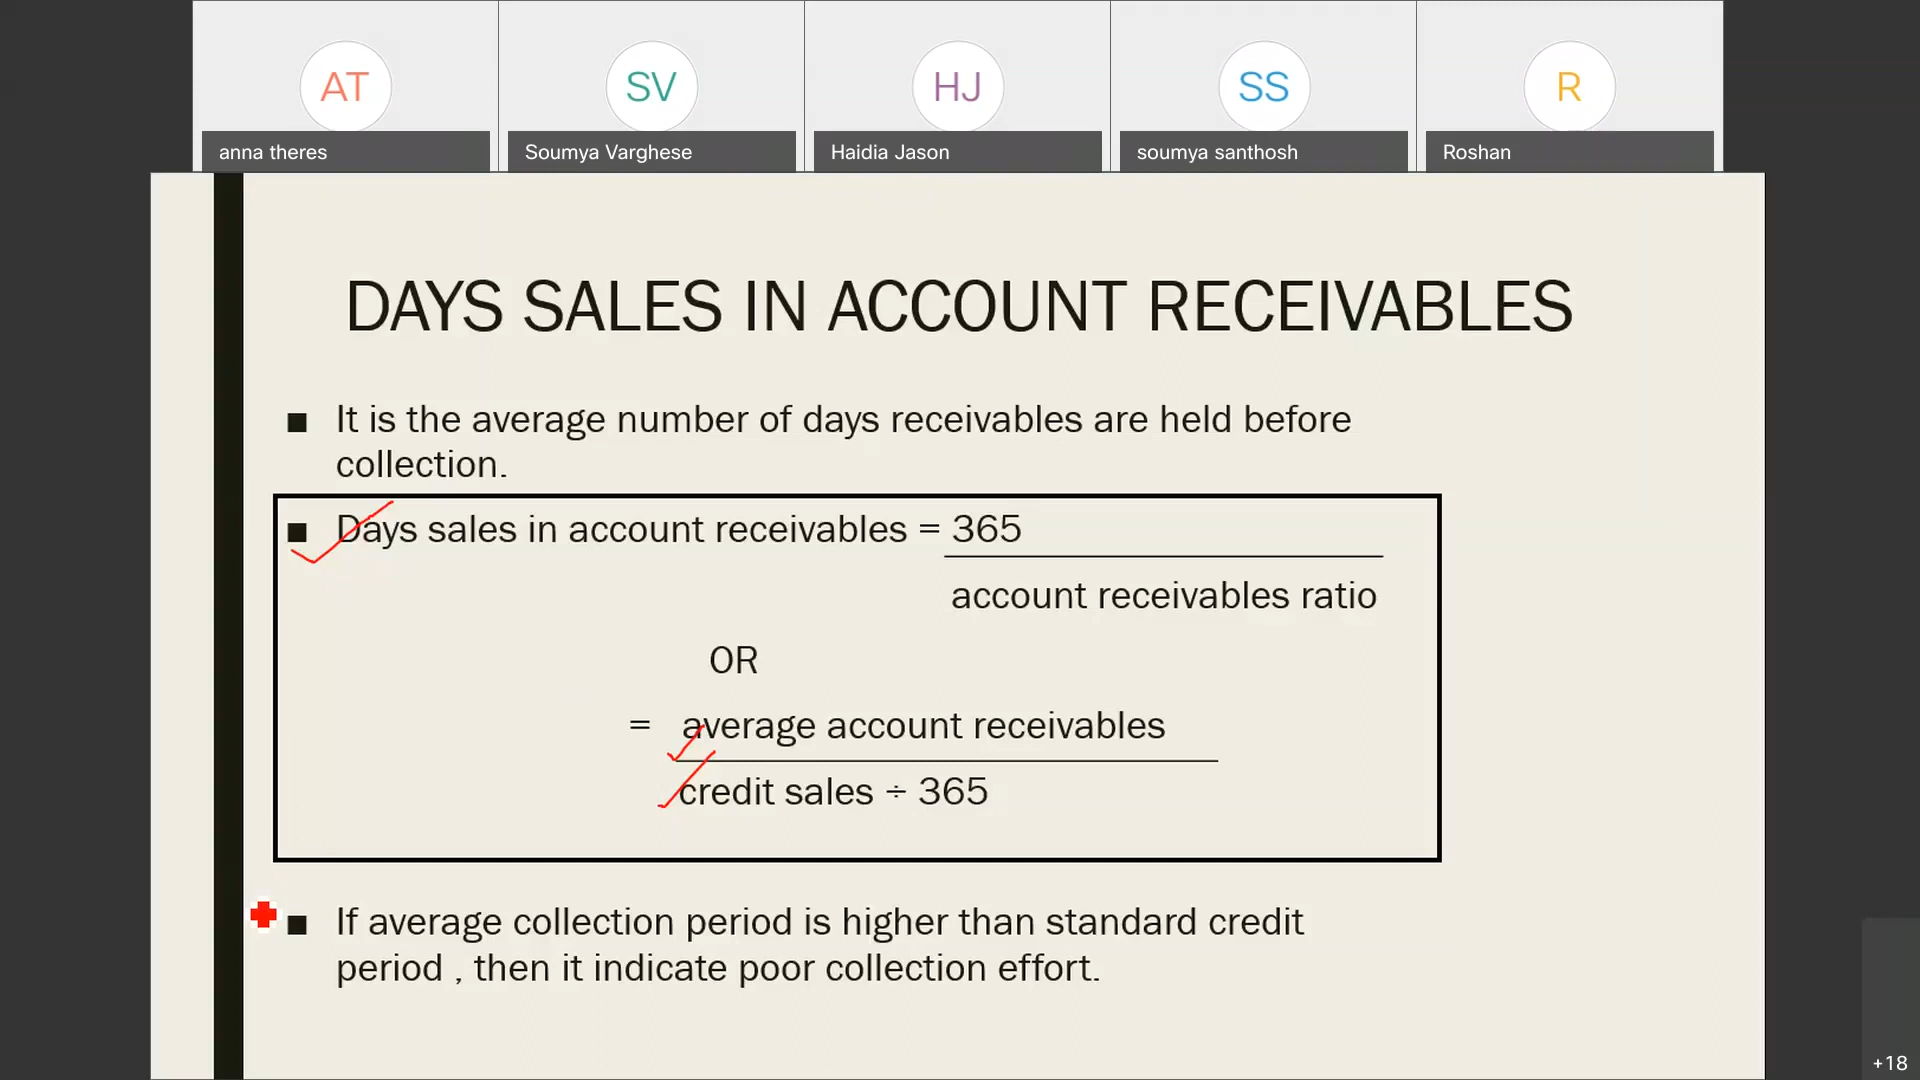 AT
SV
HJ
SS
R
anna theres
Soumya Varghese
Haidia Jason
soumya santhosh
Roshan
DAYS SALES IN ACCOUNT RECEIVABLES
■ It is the average number of days receivables are held before
collection.
■ Days sales in account receivables = 365
account receivables ratio
OR
= average account receivables
credit sales ÷ 365
■ If average collection period is higher than standard credit
period , then it indicate poor collection effort.
+18